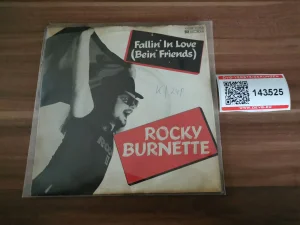 Fallin' In Love
(Bein' Friends)
ROCKY
BURNETTE
143525